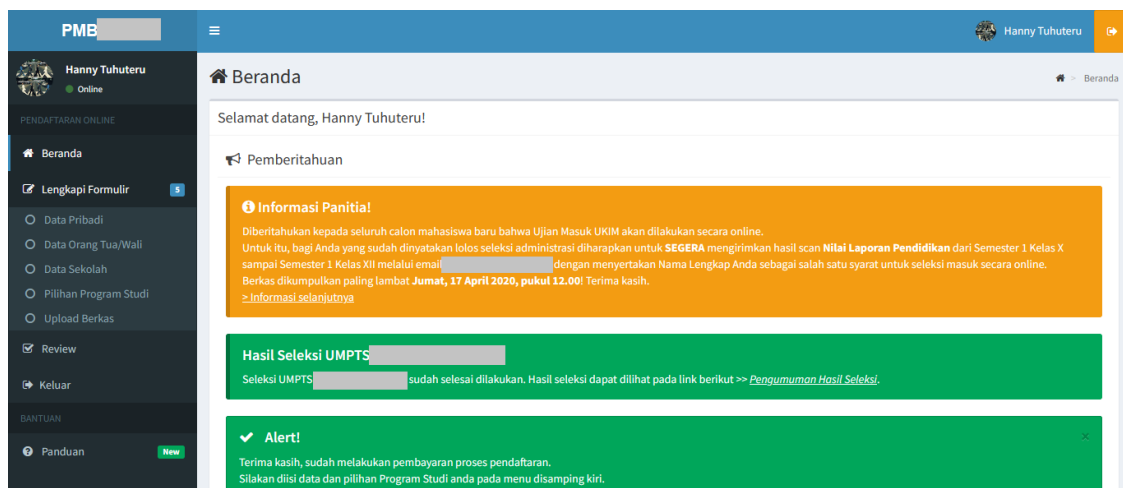 PMB
Hanny Tuhuteru
Hanny Tuhuteru
Online
PENDAFTARAN ONLINE
Beranda
Lengkapi Formulir 5
Data Pribadi
Data Orang Tua/Wali
Data Sekolah
Pilihan Program Studi
Upload Berkas
Review
Keluar
BANTUAN
Panduan New
Beranda
> Beranda
Selamat datang, Hanny Tuhuteru!
Pemberitahuan
Informasi Panitia!
Diberitahukan kepada seluruh calon mahasiswa baru bahwa Ujian Masuk UKIM akan dilakukan secara online.
Untuk itu, bagi Anda yang sudah dinyatakan lolos seleksi administrasi diharapkan untuk SEGERA mengirimkan hasil scan Nilai Laporan Pendidikan dari Semester 1 Kelas X
sampai Semester 1 Kelas XII melalui email dengan menyertakan Nama Lengkap Anda sebagai salah satu syarat untuk seleksi masuk secara online.
Berkas dikumpulkan paling lambat Jumat, 17 April 2020, pukul 12.00! Terima kasih.
> Informasi selanjutnya
Hasil Seleksi UMPTS
Seleksi UMPTS sudah selesai dilakukan. Hasil seleksi dapat dilihat pada link berikut >> Pengumuman Hasil Seleksi.
Alert! ×
Terima kasih, sudah melakukan pembayaran proses pendaftaran.
Silakan diisi data dan pilihan Program Studi anda pada menu disamping kiri.